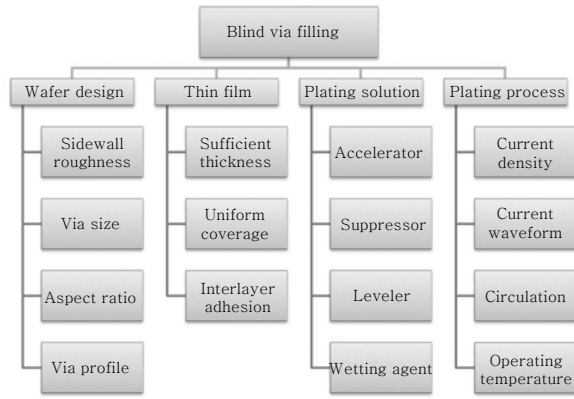 Blind via filling
Wafer design
Thin film
Plating solution
Plating process
Sidewall
roughness
Sufficient
thickness
Accelerator
Current
density
Via size
Uniform
coverage
Suppressor
Current
waveform
Aspect ratio
Interlayer
adhesion
Leveler
Circulation
Via profile
Wetting agent
Operating
temperature